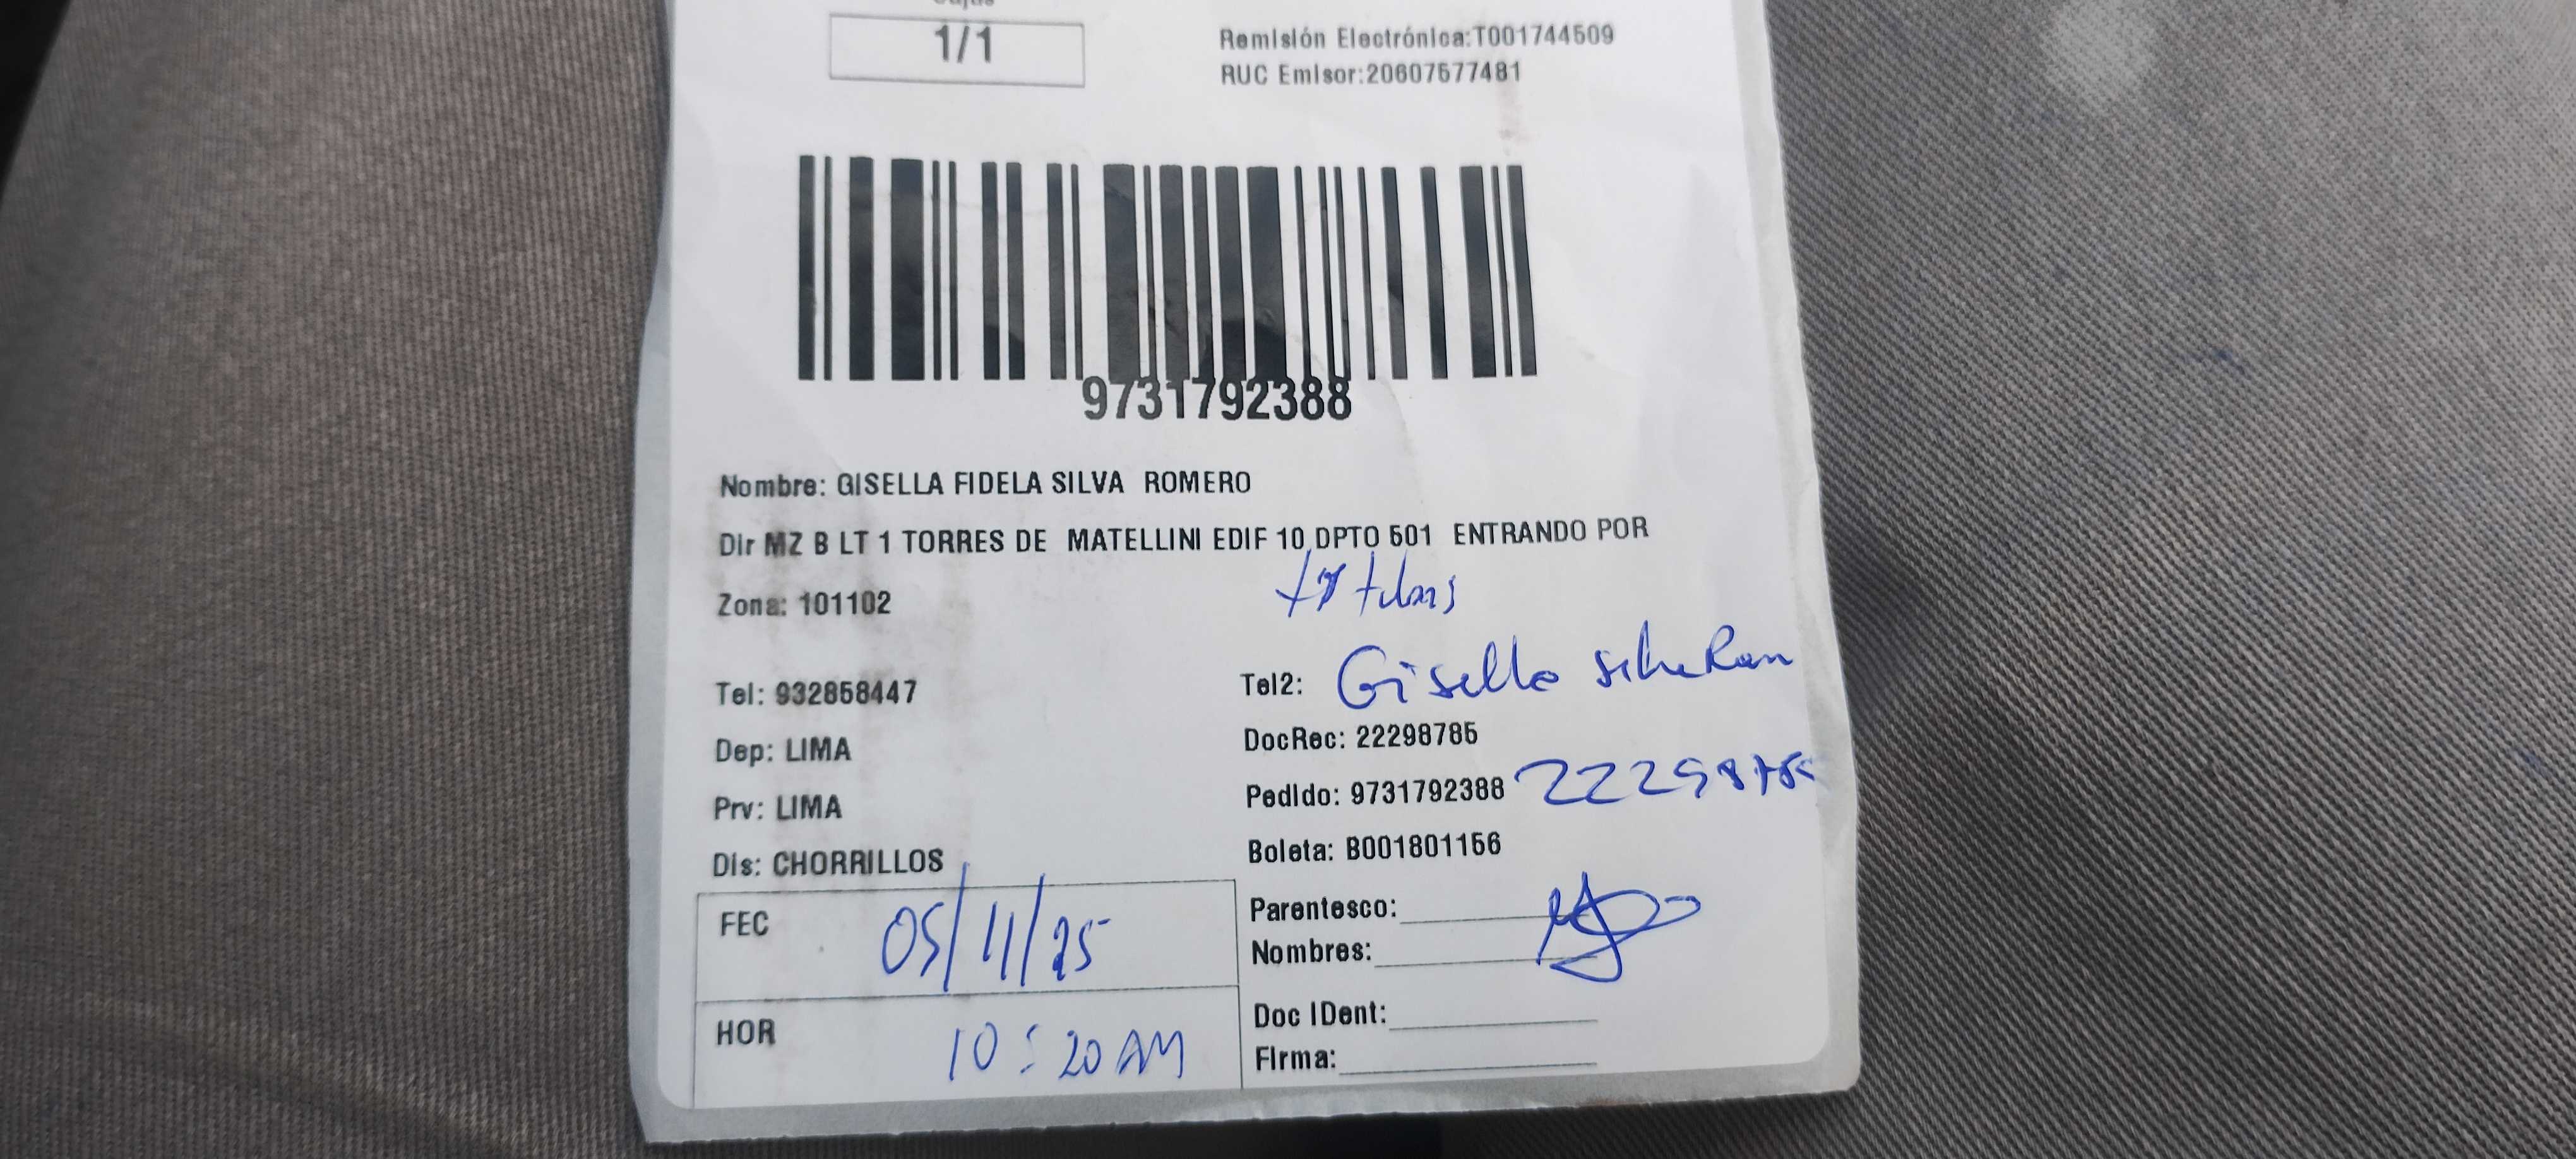 1/1
Remisión Electrónica:T001744509
RUC Emisor:20607577481
9731792388
Nombre: GISELLA FIDELA SILVA ROMERO
Dir MZ B LT 1 TORRES DE MATELLINI EDIF 10 DPTO 501 ENTRANDO POR
Zona: 101102
Tel: 932858447
Tel2: Gisella Silva Rom
DocRec: 22298785
Dep: LIMA
Pedido: 9731792388 22298785
Prv: LIMA
Boleta: B001801156
Dis: CHORRILLOS
Parentesco:
FEC 05/11/25
Nombres:
Doc IDent:
HOR 10:20 AM
Firma: